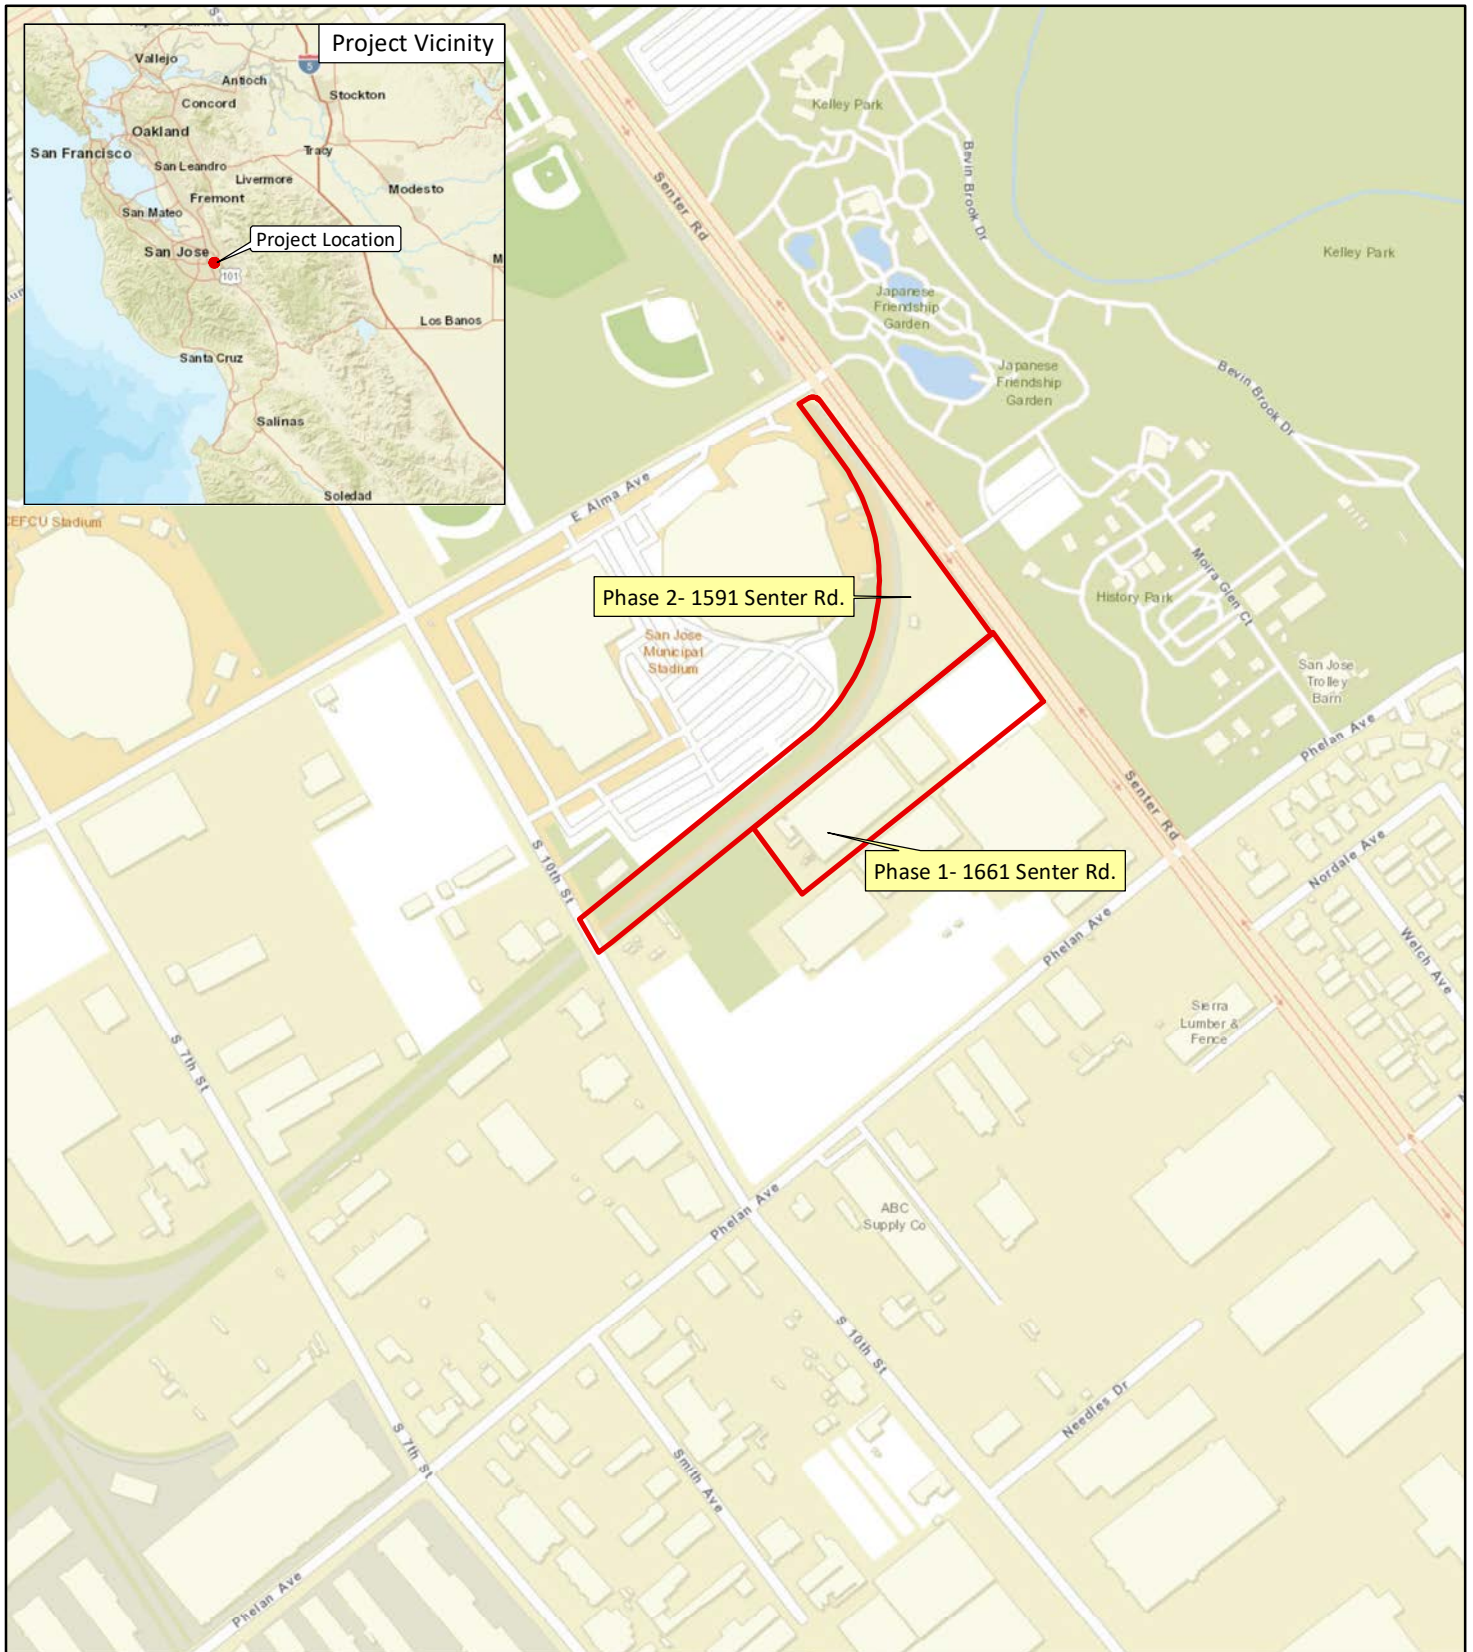 Project Vicinity
Vallejo
Antioch
5
Stockton
Concord
Oakland
San Francisco
Tracy
San Leandro
Livermore
Modesto
Fremont
San Mateo
Project Location
San Jose
101
M
Los Banos
Santa Cruz
Salinas
Soledad
Kelley Park
Senter Rd
Bevin Brook Dr
Kelley Park
Japanese
Friendship
Garden
Japanese
Friendship
Garden
Bevin Brook Dr
E Alma Ave
CEFCU Stadium
Moira Glen Ct
Phase 2- 1591 Senter Rd.
History Park
San Jose
Municipal
Stadium
San Jose
Trolley
Barn
Phelan Ave
Senter Rd
S 10th St
Phase 1- 1661 Senter Rd.
Nordale Ave
Phelan Ave
Welch Ave
Sierra
Lumber &
Fence
S 7th St
Phelan Ave
ABC
Supply Co
S 10th St
Needles Dr
S 7th St
Smith Ave
Phelan Ave